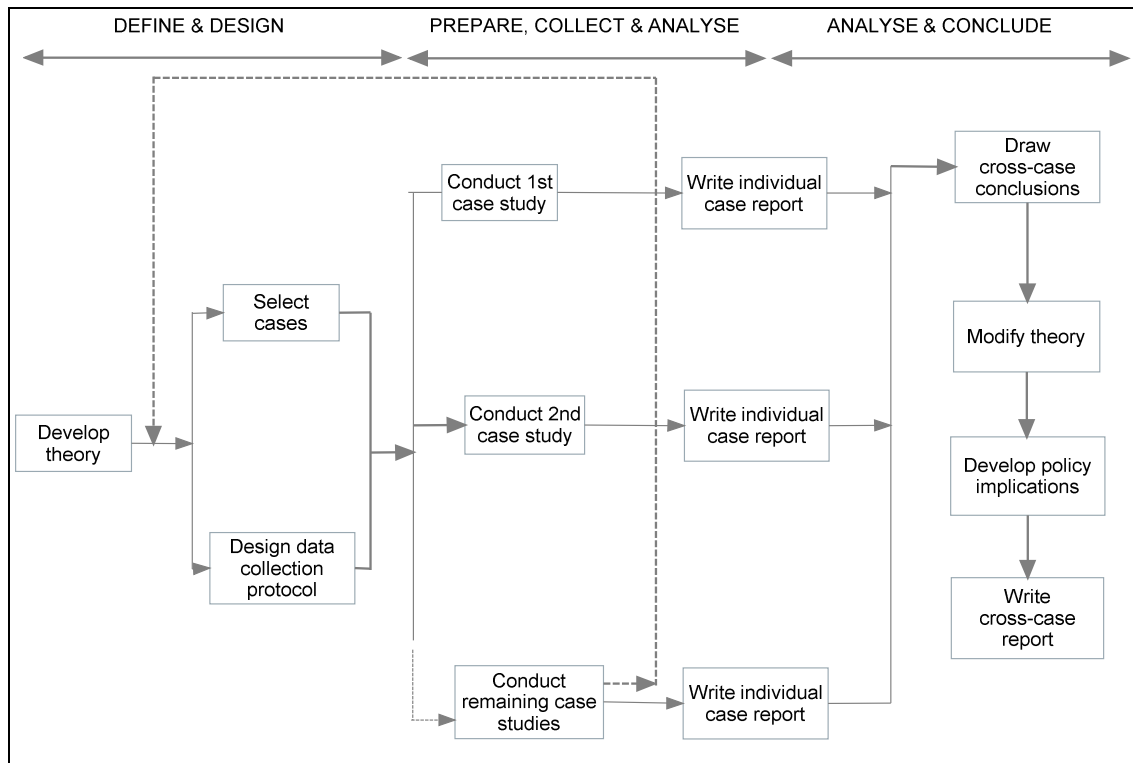 DEFINE & DESIGN
PREPARE, COLLECT & ANALYSE
ANALYSE & CONCLUDE
Develop
theory
Select
cases
Design data
collection
protocol
Conduct 1st
case study
Write individual
case report
Conduct 2nd
case study
Write individual
case report
Conduct
remaining case
studies
Write individual
case report
Draw
cross-case
conclusions
Modify theory
Develop policy
implications
Write
cross-case
report